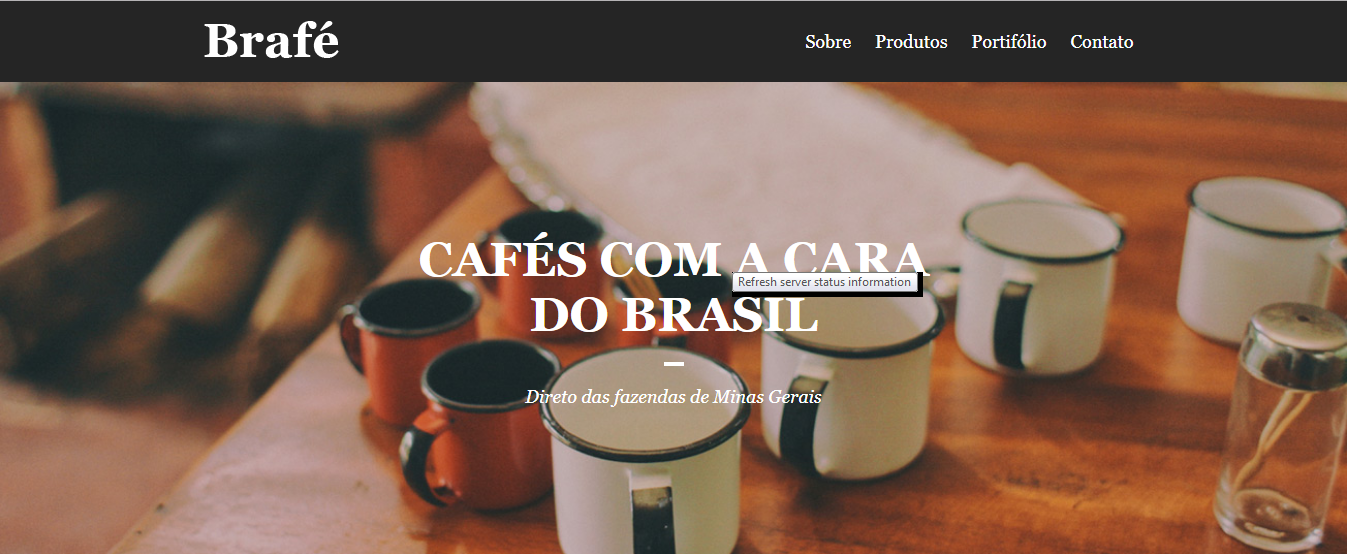 Brafé
Sobre Produtos Portifólio Contato
CAFÉS COM A CARA
Refresh server status information
DO BRASIL
Direto das fazendas de Minas Gerais